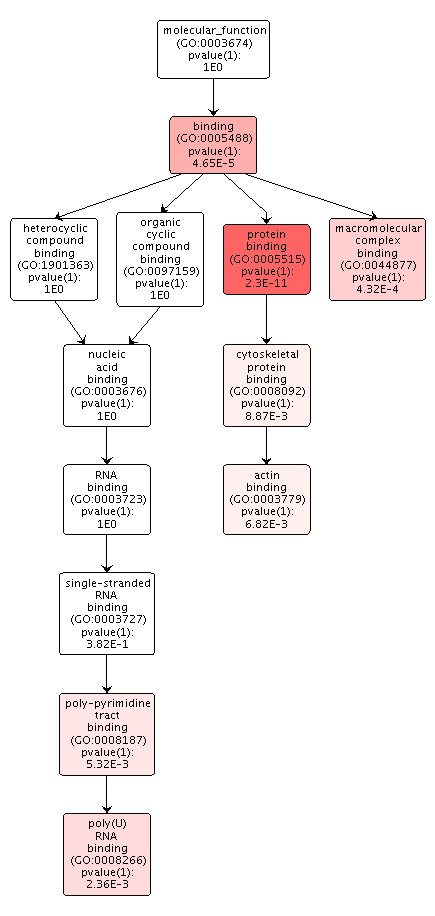 molecular_function
(GO:0003674)
pvalue(1):
1E0
binding
(GO:0005488)
pvalue(1):
4.65E-5
heterocyclic
compound
binding
(GO:1901363)
pvalue(1):
1E0
organic
cyclic
compound
binding
(GO:0097159)
pvalue(1):
1E0
protein
binding
(GO:0005515)
pvalue(1):
2.3E-11
macromolecular
complex
binding
(GO:0044877)
pvalue(1):
4.32E-4
nucleic
acid
binding
(GO:0003676)
pvalue(1):
1E0
cytoskeletal
protein
binding
(GO:0008092)
pvalue(1):
8.87E-3
RNA
binding
(GO:0003723)
pvalue(1):
1E0
actin
binding
(GO:0003779)
pvalue(1):
6.82E-3
single-stranded
RNA
binding
(GO:0003727)
pvalue(1):
3.82E-1
poly-pyrimidine
tract
binding
(GO:0008187)
pvalue(1):
5.32E-3
poly(U)
RNA
binding
(GO:0008266)
pvalue(1):
2.36E-3